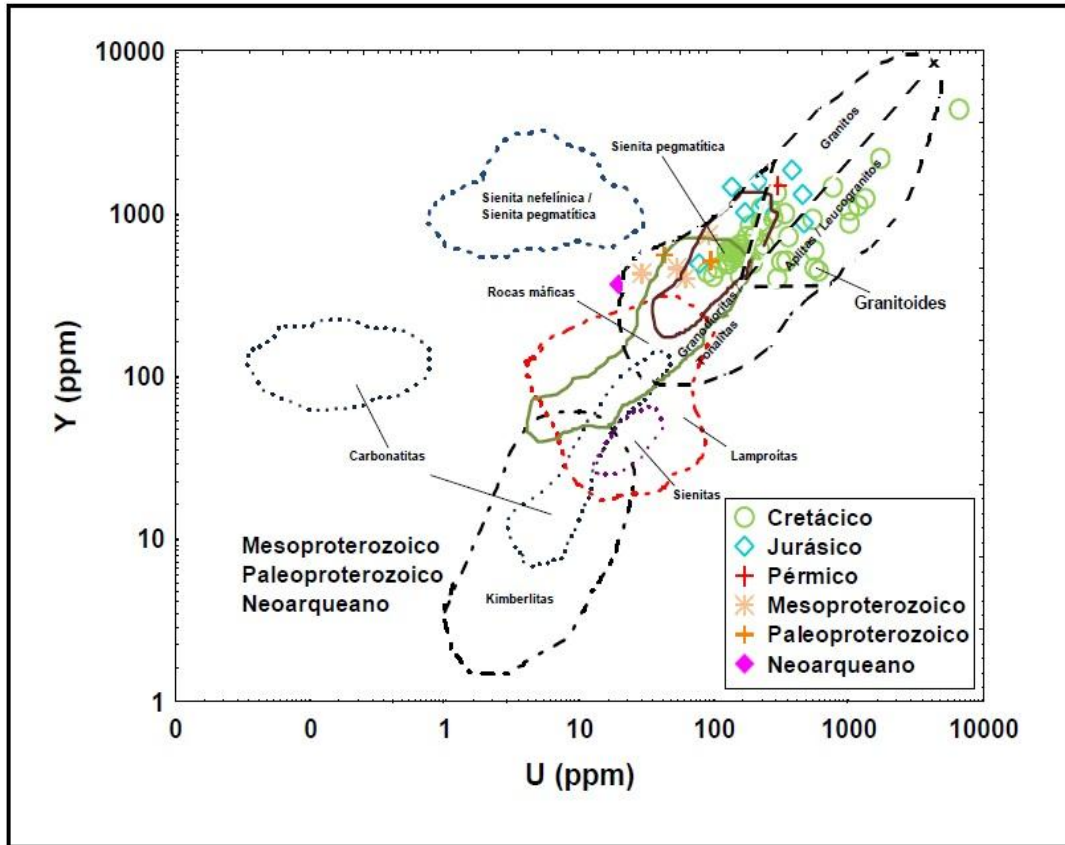 10000
1000
100
10
1
Y (ppm)
0 0 1 10 100 1000 10000
U (ppm)
Sienita pegmatítica
Granitos
Sienita nefelínica /
Sienita pegmatítica
Aplitas / Leucogranitos
Rocas máficas
Granodioritas /
Tonalitas
Granitoides
Carbonatitas
Lamproítas
Sienitas
Kimberlitas
Mesoproterozoico
Paleoproterozoico
Neoarqueano
Cretácico
Jurásico
Pérmico
Mesoproterozoico
Paleoproterozoico
Neoarqueano